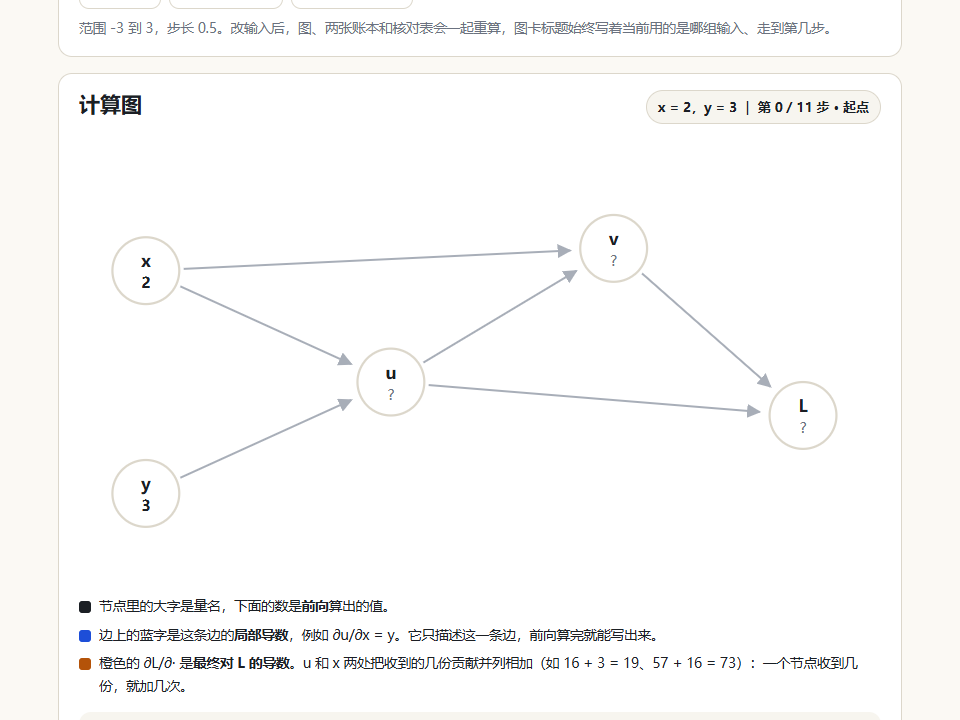 范围 -3 到 3，步长 0.5。改输入后，图、两张账本和核对表会一起重算，图卡标题始终写着当前用的是哪组输入、走到第几步。
计算图
x = 2，y = 3 ｜ 第 0 / 11 步 • 起点
v
?
x
2
u
?
L
?
y
3
节点里的大字是量名，下面的数是前向算出的值。
边上的蓝字是这条边的局部导数，例如 ∂u/∂x = y。它只描述这一条边，前向算完就能写出来。
橙色的 ∂L/∂· 是最终对 L 的导数。u 和 x 两处把收到的几份贡献并列相加（如 16 + 3 = 19、57 + 16 = 73）：一个节点收到几
份，就加几次。